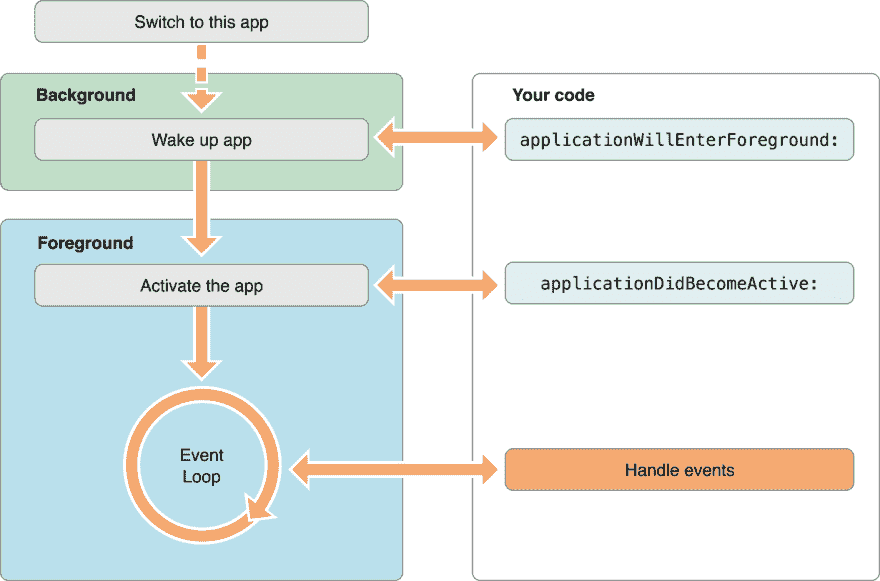 Switch to this app
Background
Wake up app
Your code
applicationWillEnterForeground:
Foreground
Activate the app
applicationDidBecomeActive:
Event
Loop
Handle events